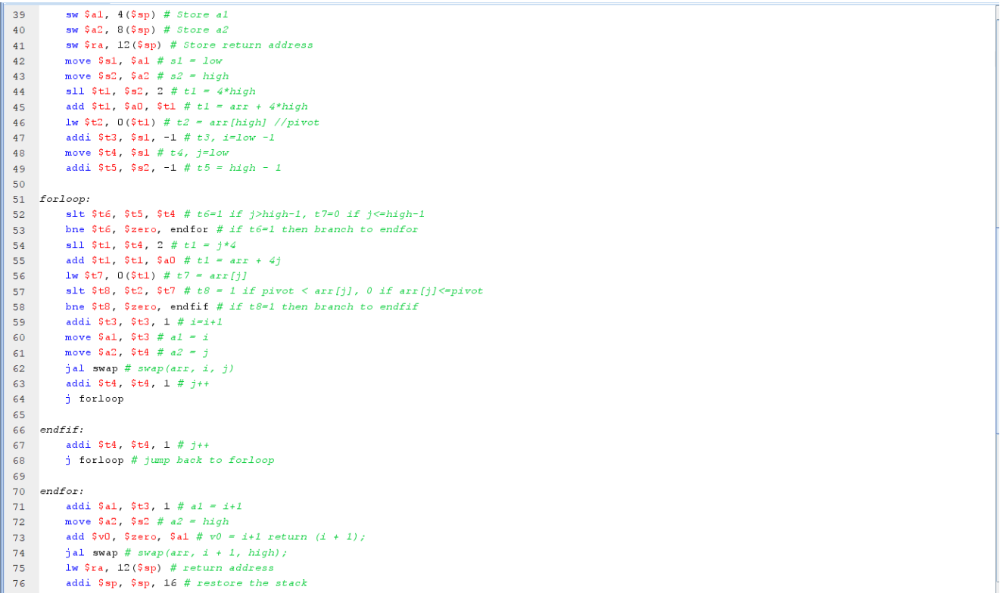 39 sw $a1, 4($sp) # Store a1
40 sw $a2, 8($sp) # Store a2
41 sw $ra, 12($sp) # Store return address
42 move $s1, $a1 # s1 = low
43 move $s2, $a2 # s2 = high
44 sll $t1, $s2, 2 # t1 = 4*high
45 add $t1, $a0, $t1 # t1 = arr + 4*high
46 lw $t2, 0($t1) # t2 = arr[high] //pivot
47 addi $t3, $s1, -1 # t3, i=low -1
48 move $t4, $s1 # t4, j=low
49 addi $t5, $s2, -1 # t5 = high - 1
50
51 forloop:
52 slt $t6, $t5, $t4 # t6=1 if j>high-1, t7=0 if j<=high-1
53 bne $t6, $zero, endfor # if t6=1 then branch to endfor
54 sll $t1, $t4, 2 # t1 = j*4
55 add $t1, $t1, $a0 # t1 = arr + 4j
56 lw $t7, 0($t1) # t7 = arr[j]
57 slt $t8, $t2, $t7 # t8 = 1 if pivot < arr[j], 0 if arr[j]<=pivot
58 bne $t8, $zero, endfif # if t8=1 then branch to endfif
59 addi $t3, $t3, 1 # i=i+1
60 move $a1, $t3 # a1 = i
61 move $a2, $t4 # a2 = j
62 jal swap # swap(arr, i, j)
63 addi $t4, $t4, 1 # j++
64 j forloop
65
66 endfif:
67 addi $t4, $t4, 1 # j++
68 j forloop # jump back to forloop
69
70 endfor:
71 addi $a1, $t3, 1 # a1 = i+1
72 move $a2, $s2 # a2 = high
73 add $v0, $zero, $a1 # v0 = i+1 return (i + 1);
74 jal swap # swap(arr, i + 1, high);
75 lw $ra, 12($sp) # return address
76 addi $sp, $sp, 16 # restore the stack